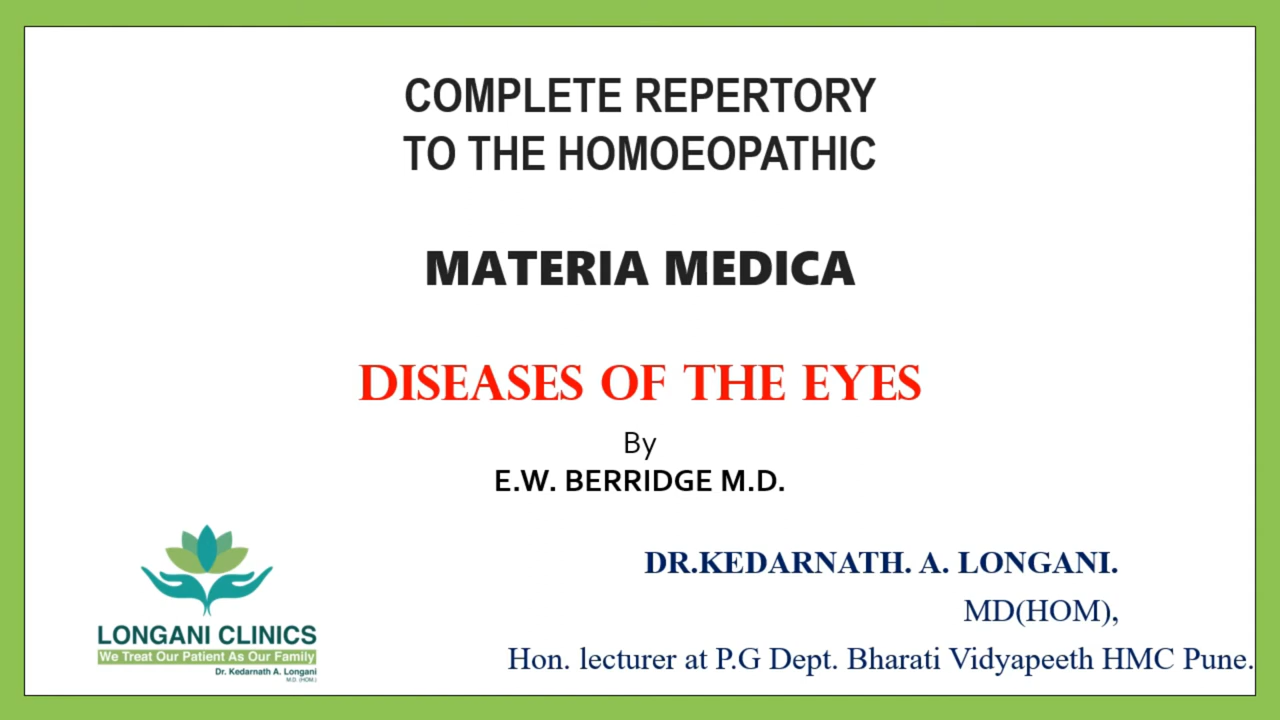 COMPLETE REPERTORY
TO THE HOMOEOPATHIC
MATERIA MEDICA
DISEASES OF THE EYES
By
E.W. BERRIDGE M.D.
DR.KEDARNATH. A. LONGANI.
MD(HOM),
Hon. lecturer at P.G Dept. Bharati Vidyapeeth HMC Pune.
LONGANI CLINICS
We Treat Our Patient As Our Family
Dr. Kedarnath A. Longani
M.D. (HOM.)